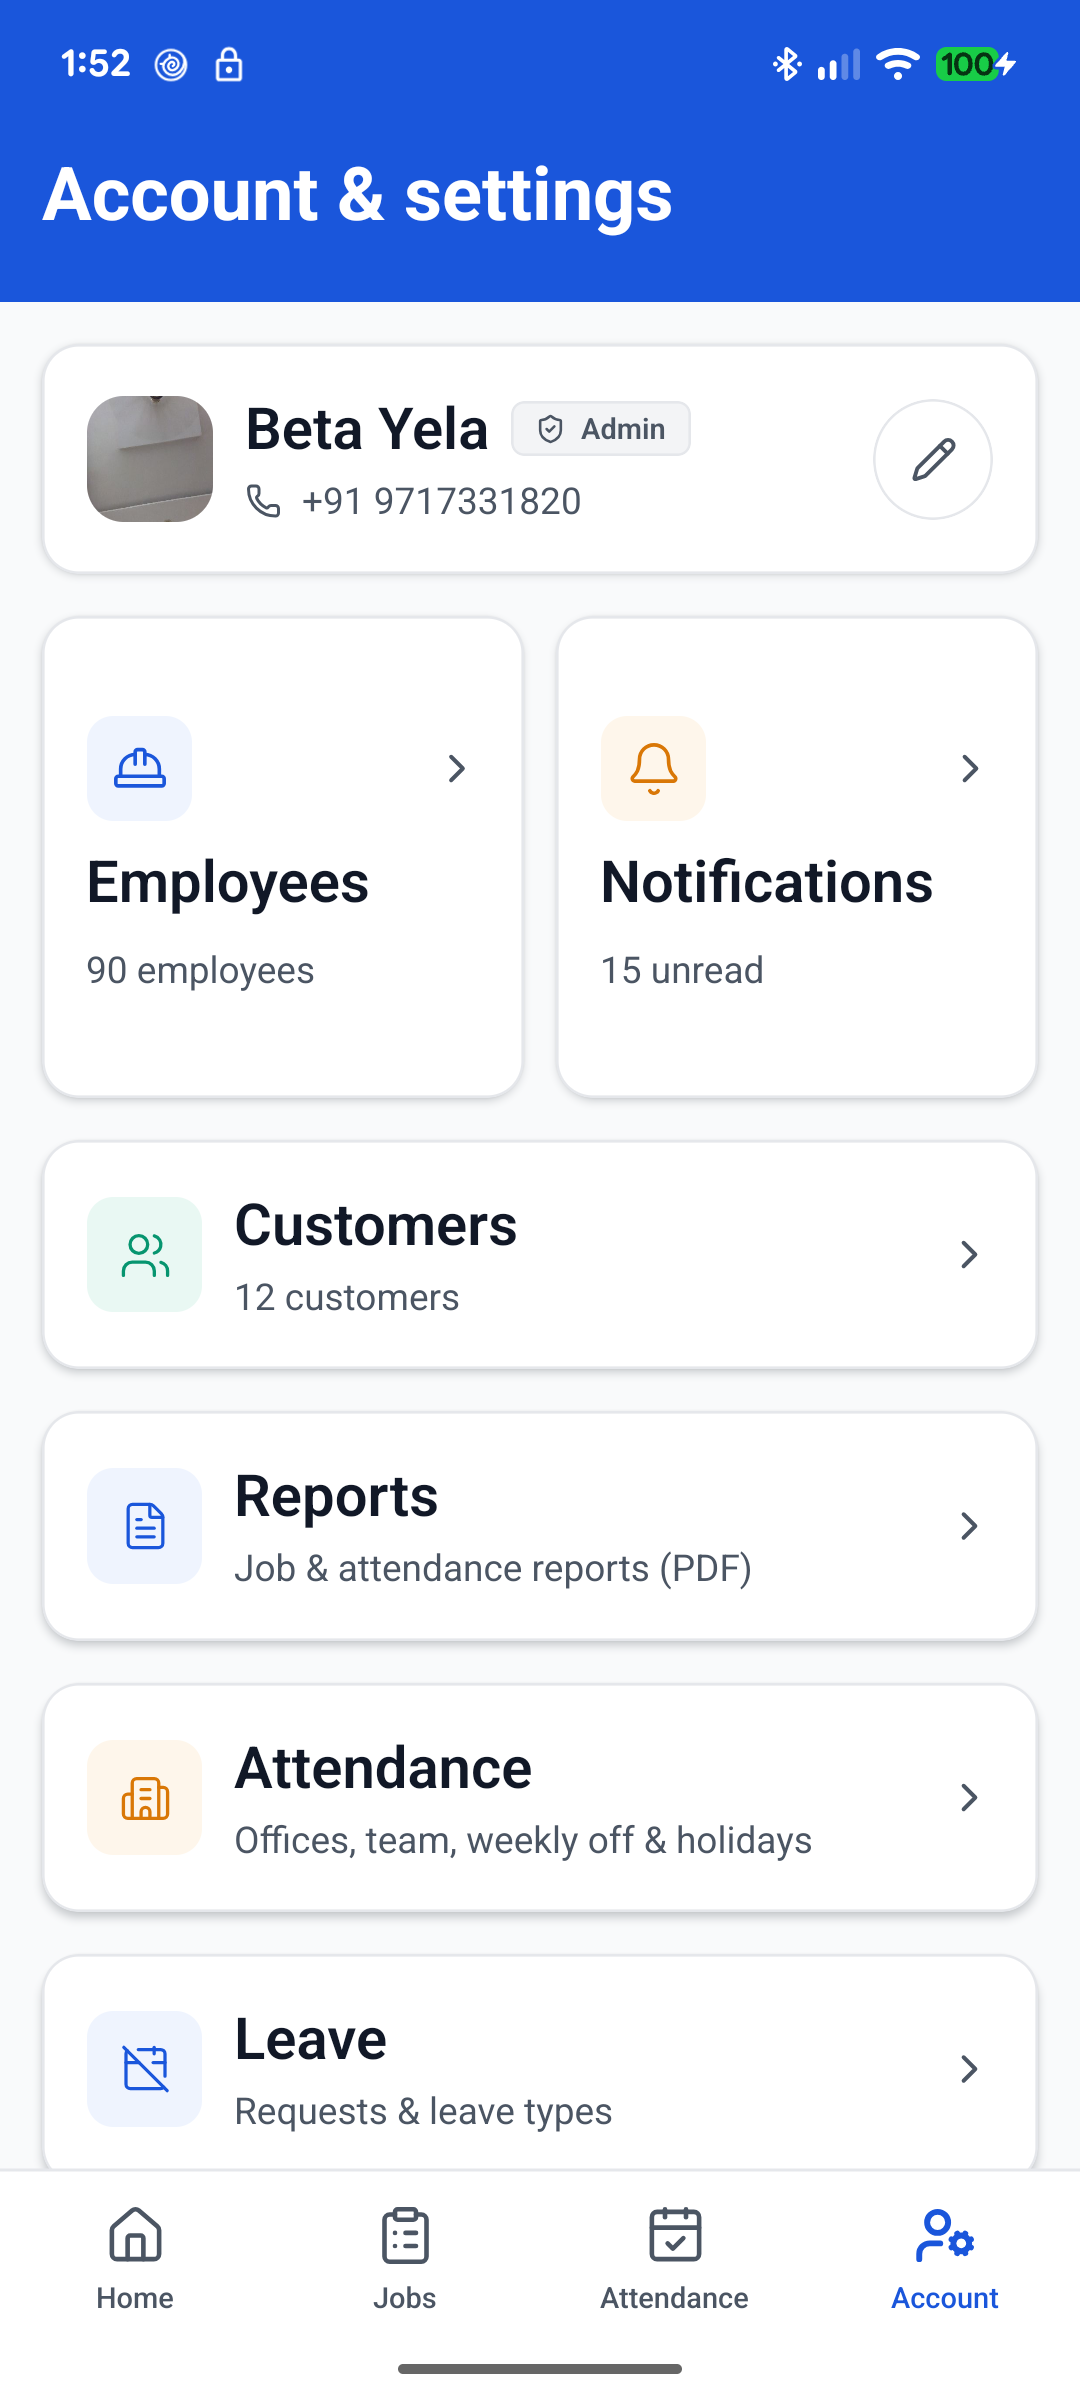 1:52
100
Account & settings
Beta Yela
Admin
+91 9717331820
Employees
90 employees
Notifications
15 unread
Customers
12 customers
Reports
Job & attendance reports (PDF)
Attendance
Offices, team, weekly off & holidays
Leave
Requests & leave types
Home
Jobs
Attendance
Account